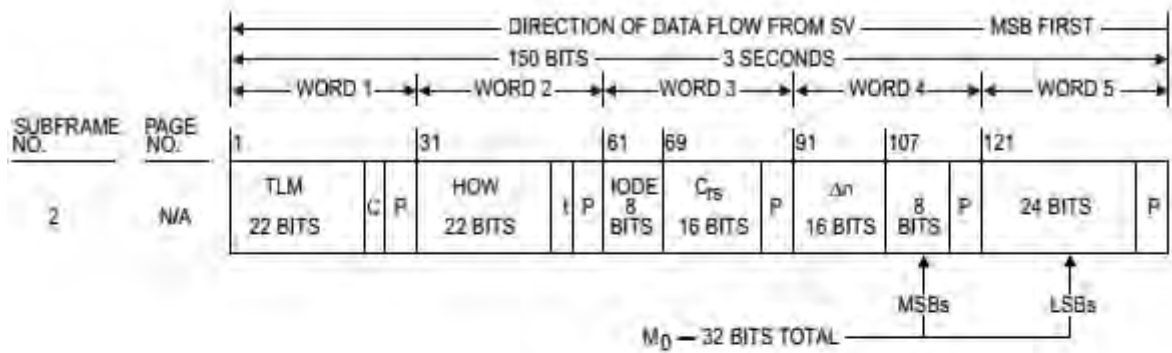 DIRECTION OF DATA FLOW FROM SV MSB FIRST
150 BITS 3 SECONDS
WORD 1 WORD 2 WORD 3 WORD 4 WORD 5
SUBFRAME NO. PAGE NO. 1 31 61 69 91 107 121
2 N/A TLM 22 BITS C P HOW 22 BITS t P IODE 8 BITS Crs 16 BITS P Δn 16 BITS 8 BITS P 24 BITS P
MSBs LSBs
M0 — 32 BITS TOTAL